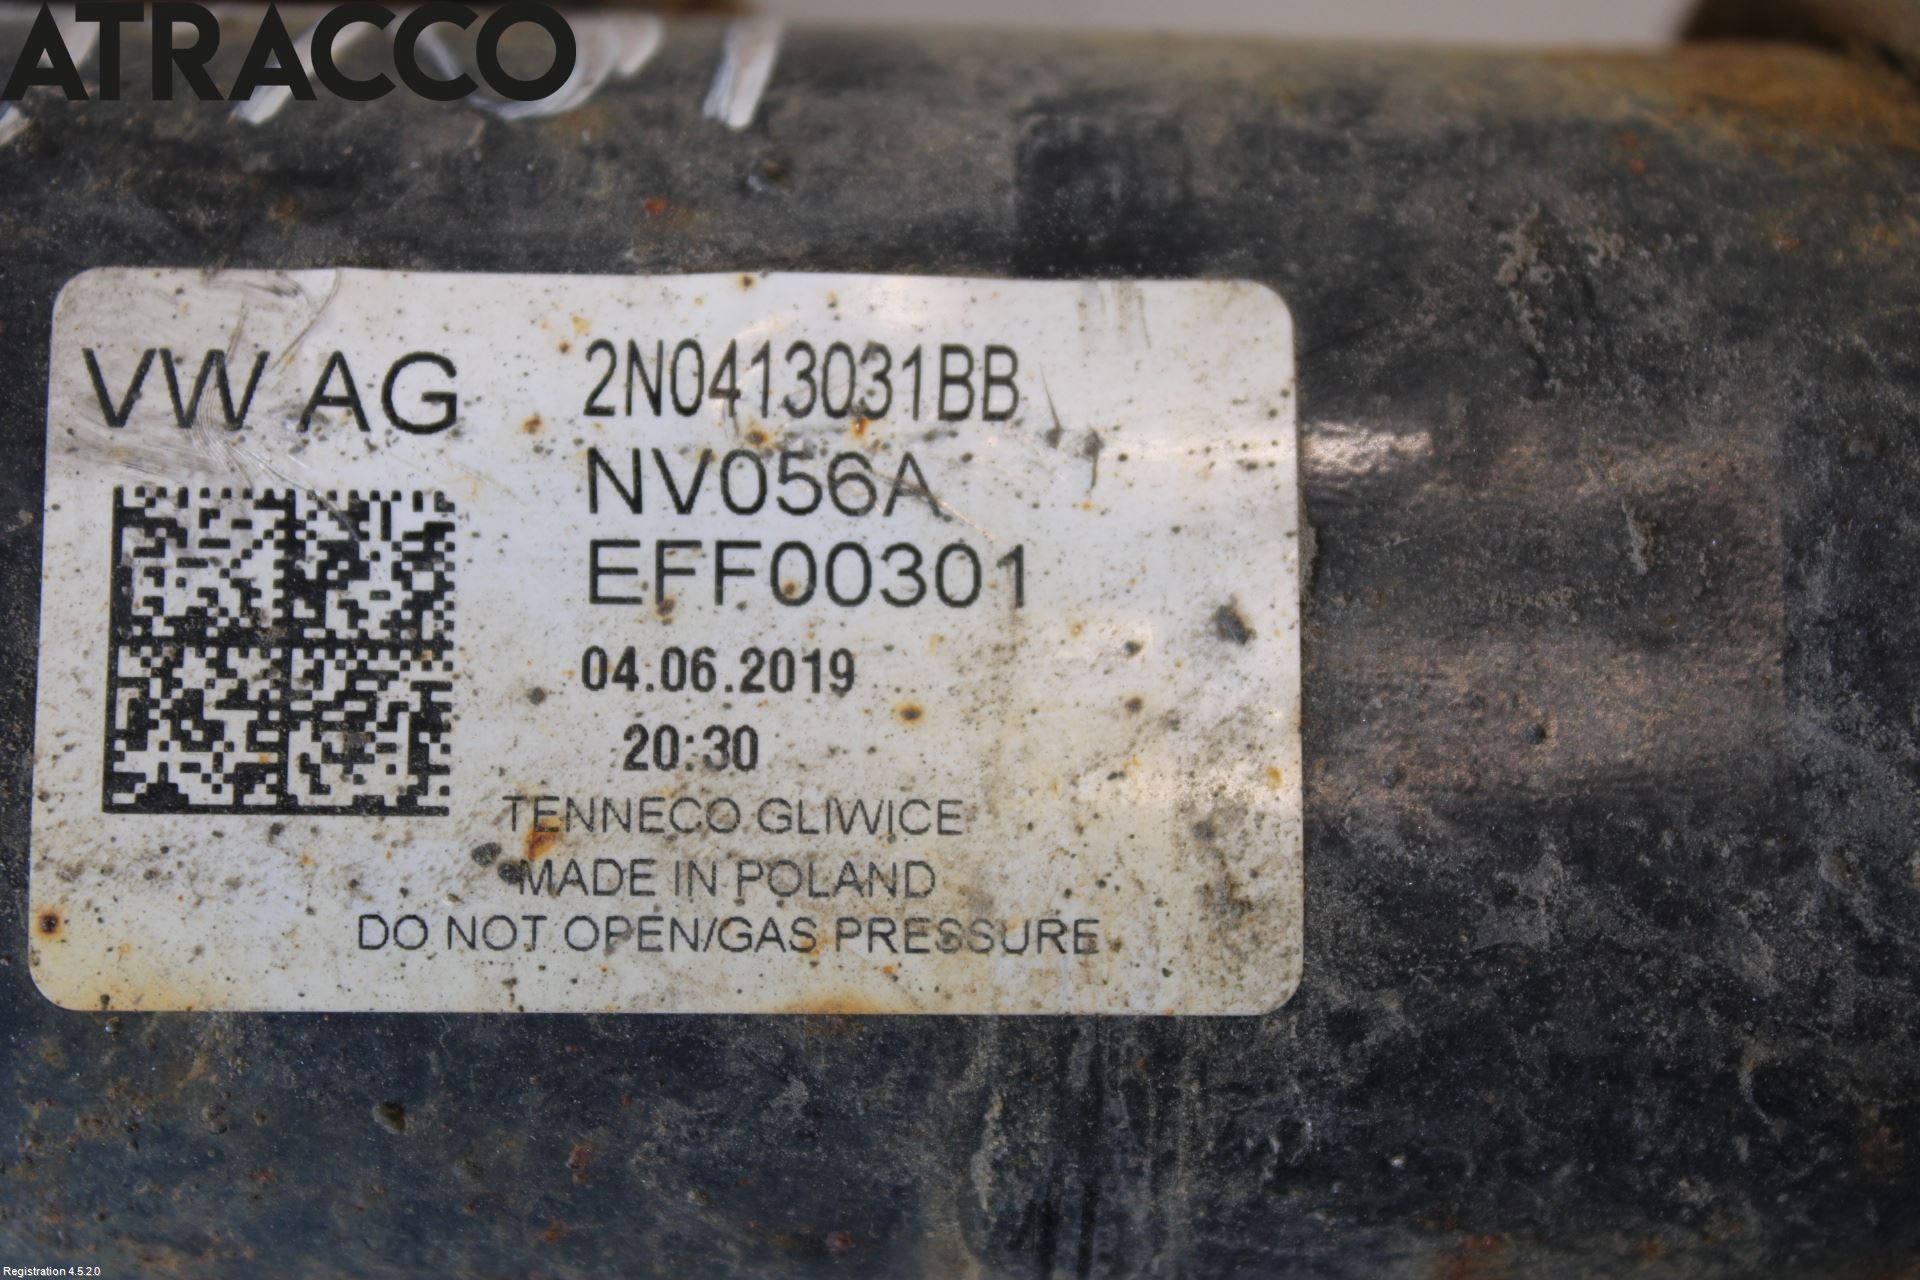 ATRACCO
VW AG
2N0413031BB
NV056A
EFF00301
04.06.2019
20:30
TENNECO GLIWICE
MADE IN POLAND
DO NOT OPEN/GAS PRESSURE
Registration 4.5.2.0